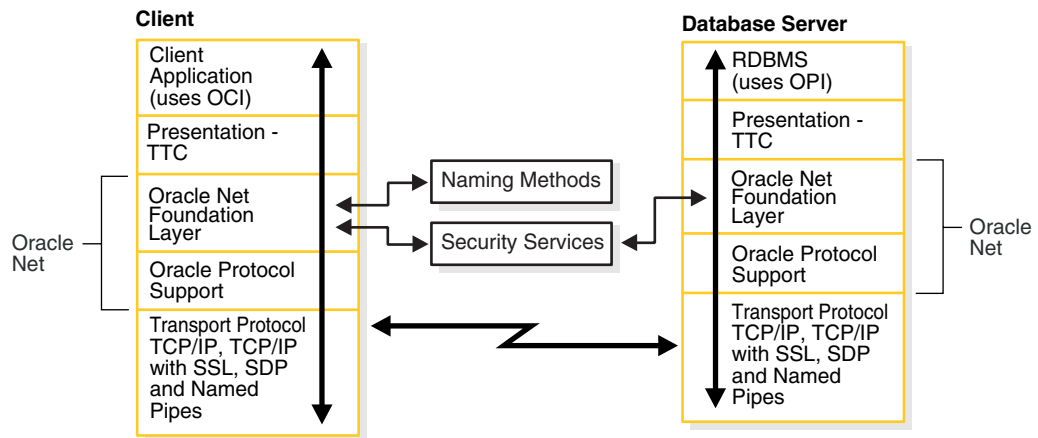 Client
Client
Application
(uses OCI)
Presentation -
TTC
Oracle Net
Foundation
Layer
Oracle Protocol
Support
Transport Protocol
TCP/IP, TCP/IP
with SSL, SDP
and Named
Pipes
Oracle
Net
Naming Methods
Security Services
Database Server
RDBMS
(uses OPI)
Presentation -
TTC
Oracle Net
Foundation
Layer
Oracle Protocol
Support
Transport Protocol
TCP/IP, TCP/IP
with SSL, SDP
and Named
Pipes
Oracle
Net